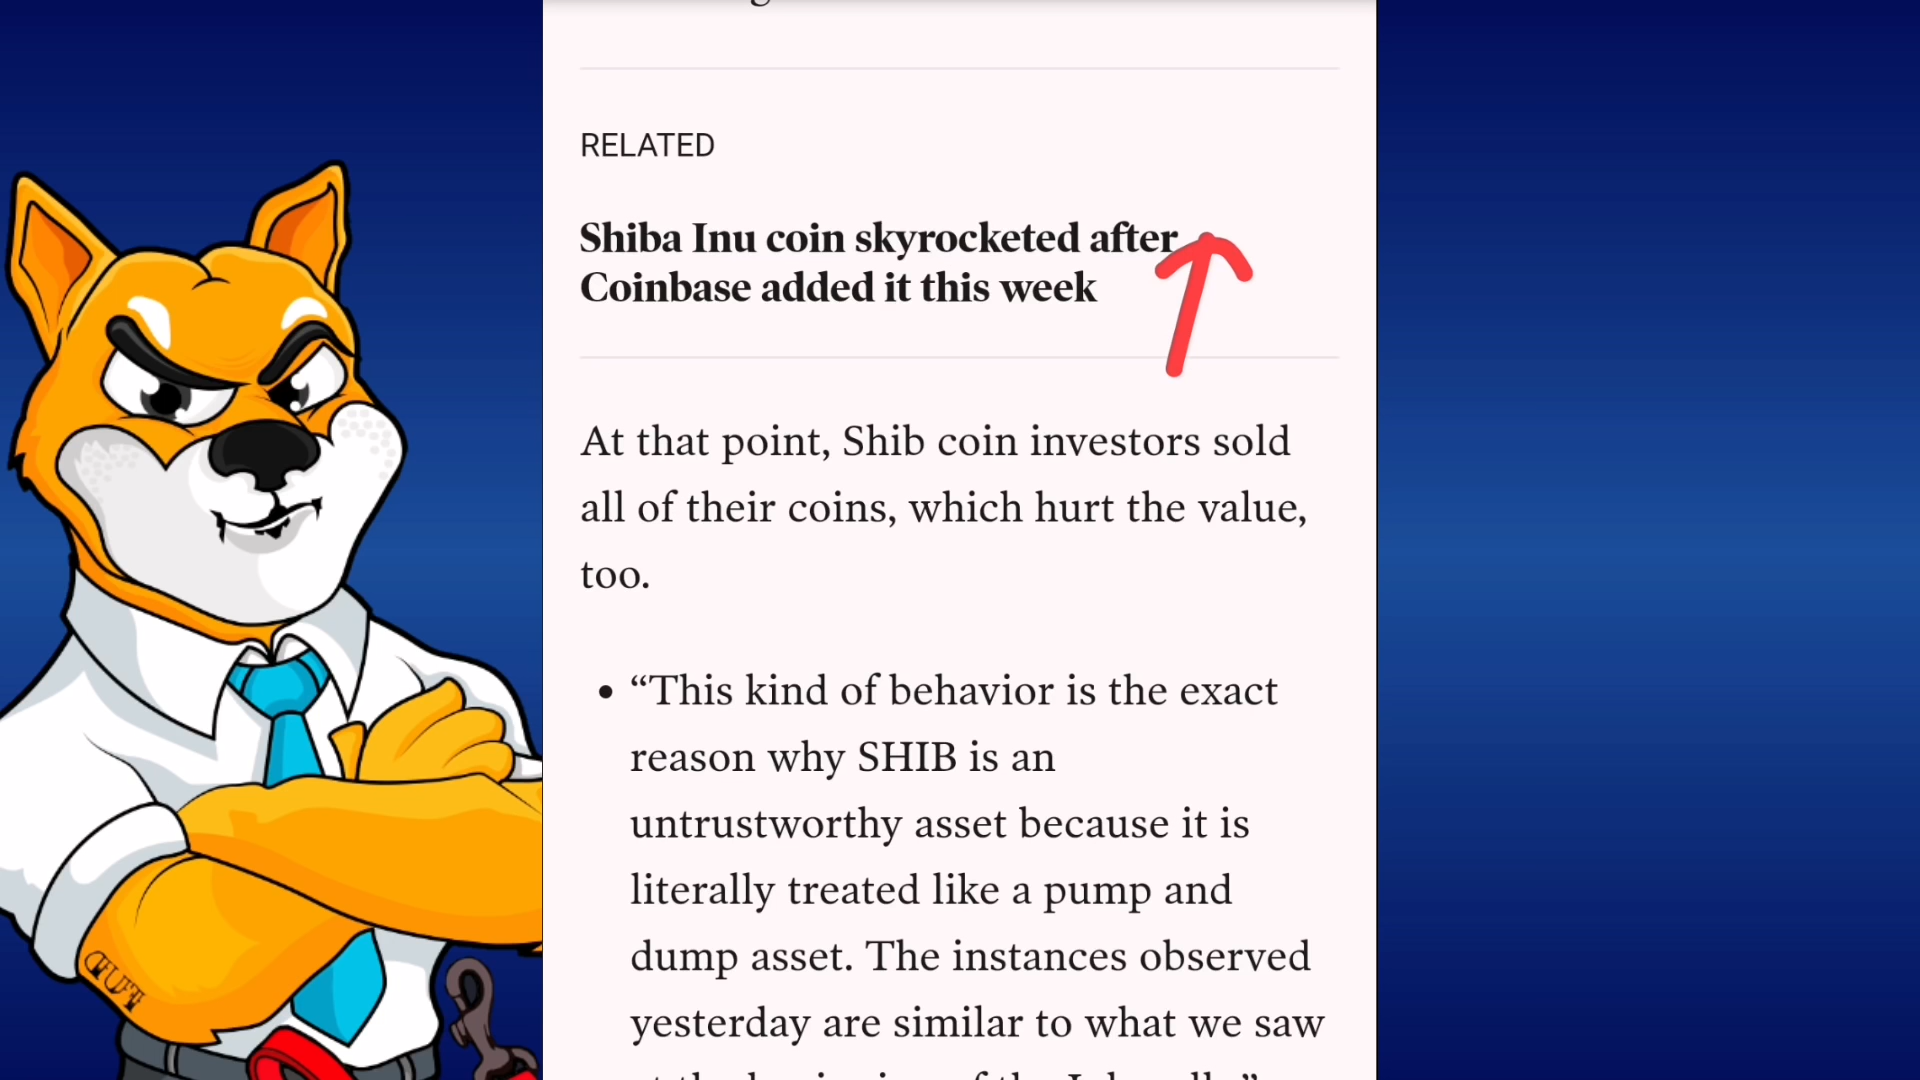 RELATED
Shiba Inu coin skyrocketed after
Coinbase added it this week
At that point, Shib coin investors sold
all of their coins, which hurt the value,
too.
• “This kind of behavior is the exact
reason why SHIB is an
untrustworthy asset because it is
literally treated like a pump and
dump asset. The instances observed
yesterday are similar to what we saw